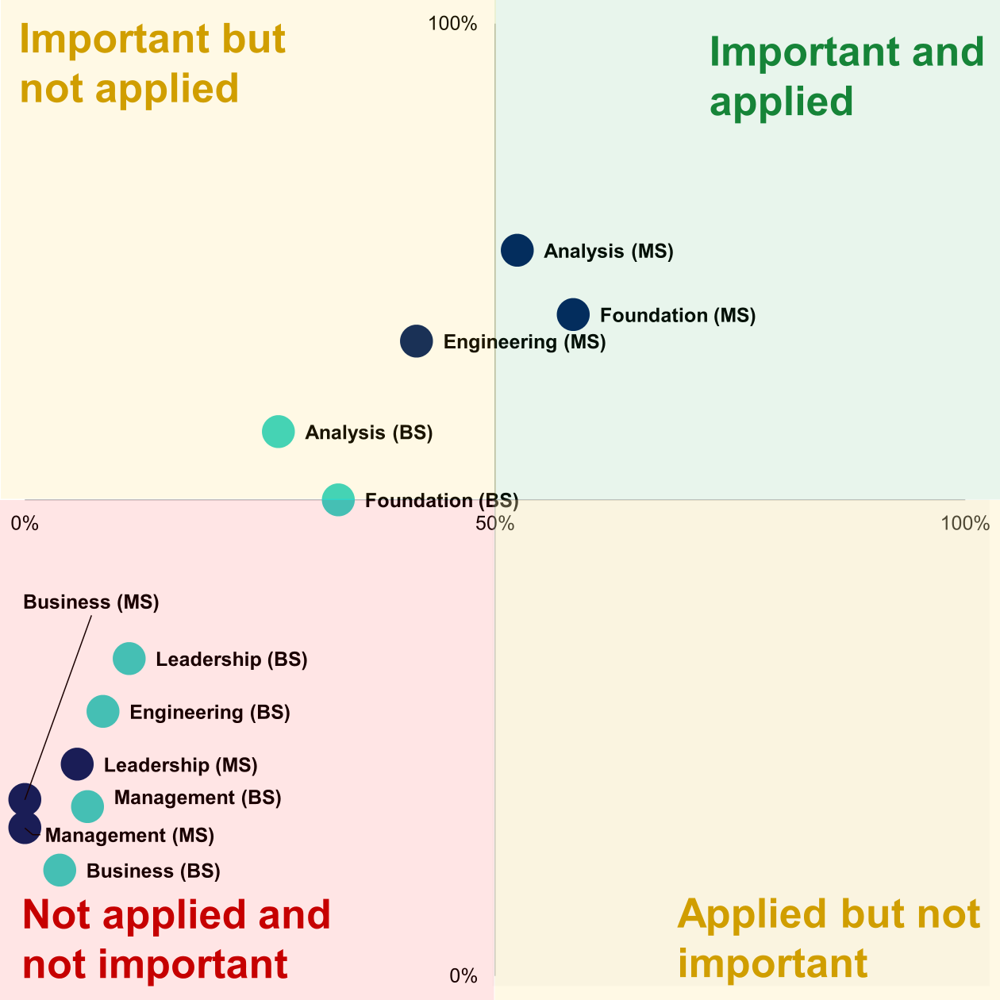 Important but
not applied
100%
Important and
applied
Analysis (MS)
Foundation (MS)
Engineering (MS)
Analysis (BS)
Foundation (BS)
0%
50%
100%
Business (MS)
Leadership (BS)
Engineering (BS)
Leadership (MS)
Management (BS)
Management (MS)
Business (BS)
Not applied and
not important
0%
Applied but not
important